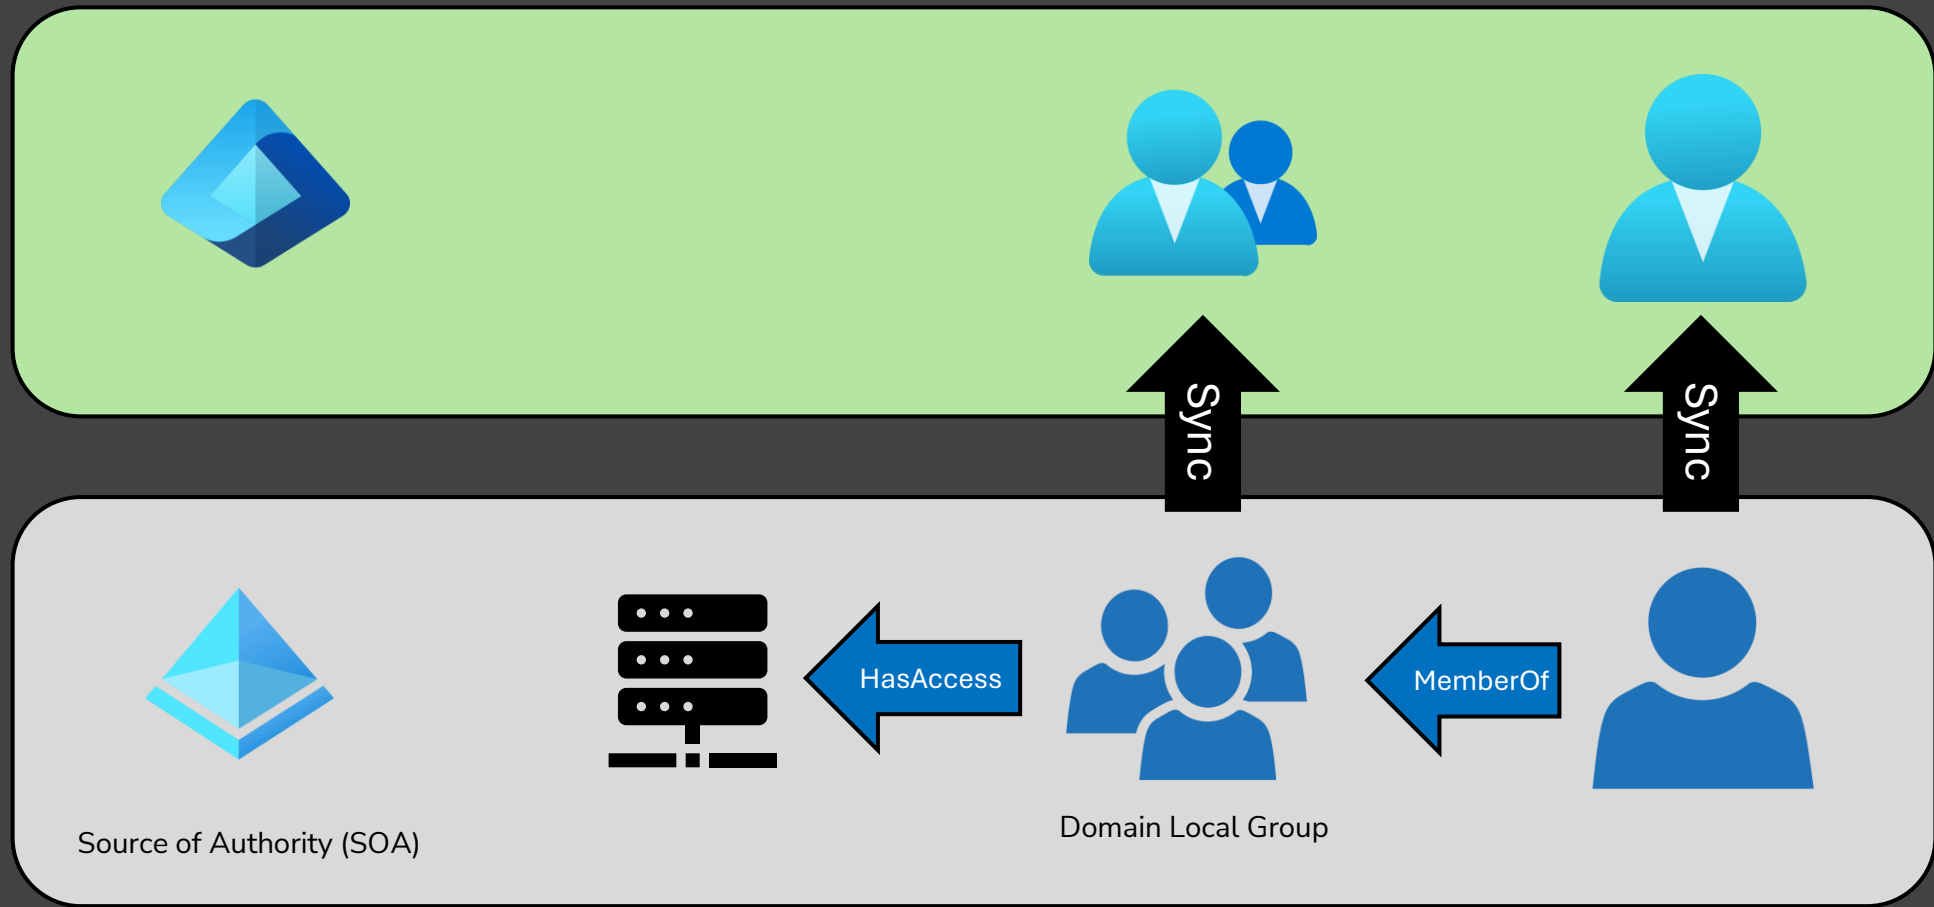 Sync
Sync
HasAccess
MemberOf
Source of Authority (SOA)
Domain Local Group